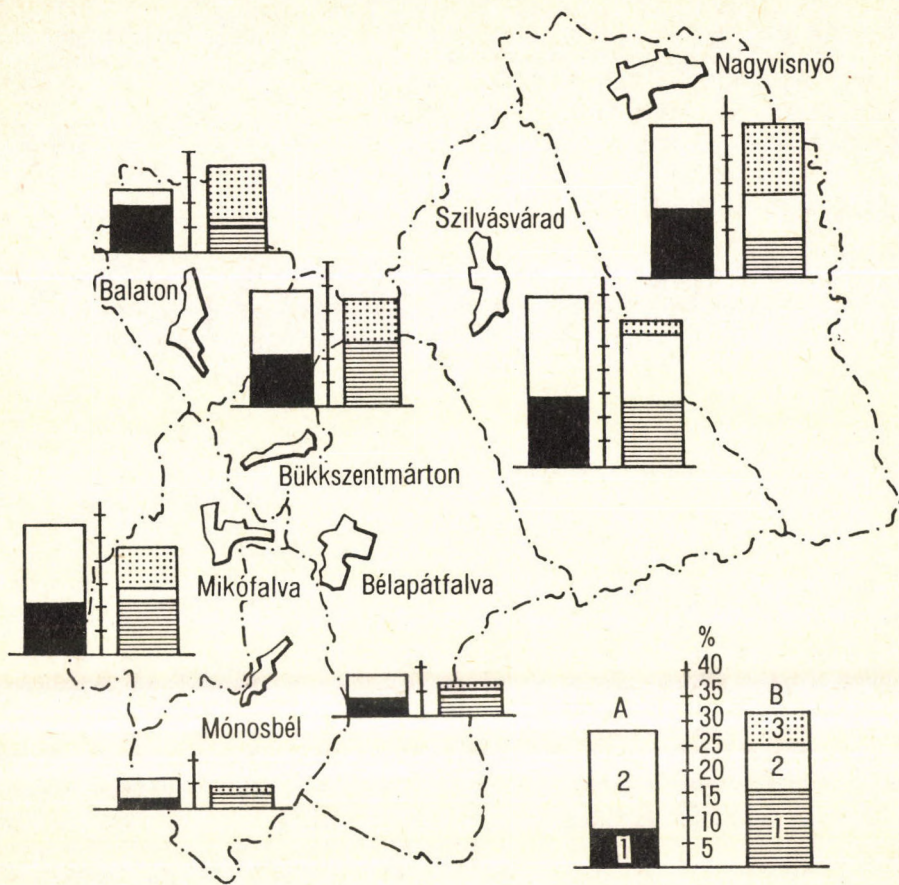 Nagyvisnyó
Szilvásvárad
Balaton
Bükkszentmárton
Mikófalva
Bélapátfalva
Mónosbél
%
40
35
30
25
20
15
10
5
A
2
1
B
3
2
1